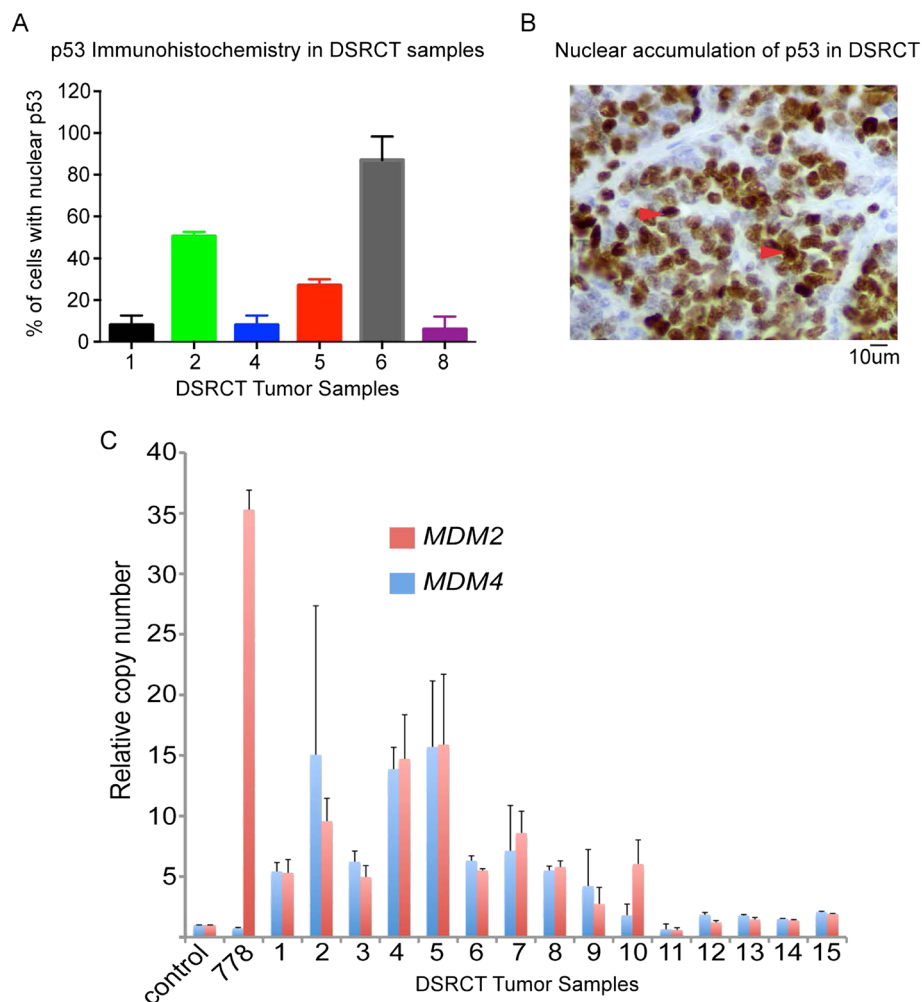 A
p53 Immunohistochemistry in DSRCT samples
% of cells with nuclear p53
120
100
80
60
40
20
0
1 2 4 5 6 8
DSRCT Tumor Samples
B
Nuclear accumulation of p53 in DSRCT
10um
C
Relative copy number
40
35
30
25
20
15
10
5
MDM2
MDM4
control 778 1 2 3 4 5 6 7 8 9 10 11 12 13 14 15
DSRCT Tumor Samples